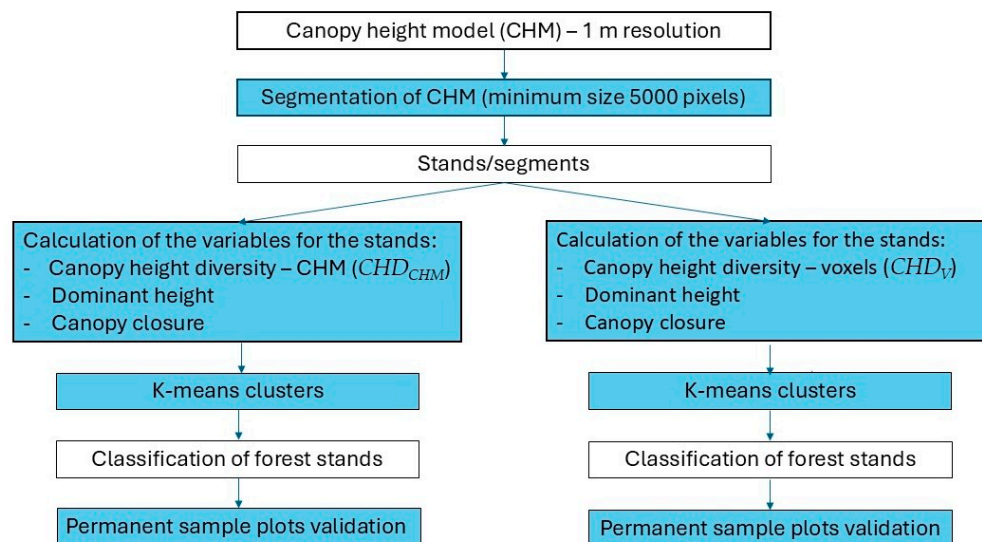 Canopy height model (CHM) – 1 m resolution
Segmentation of CHM (minimum size 5000 pixels)
Stands/segments
Calculation of the variables for the stands:
- Canopy height diversity – CHM (CHD_CHM)
- Dominant height
- Canopy closure
K-means clusters
Classification of forest stands
Permanent sample plots validation
Calculation of the variables for the stands:
- Canopy height diversity – voxels (CHD_V)
- Dominant height
- Canopy closure
K-means clusters
Classification of forest stands
Permanent sample plots validation